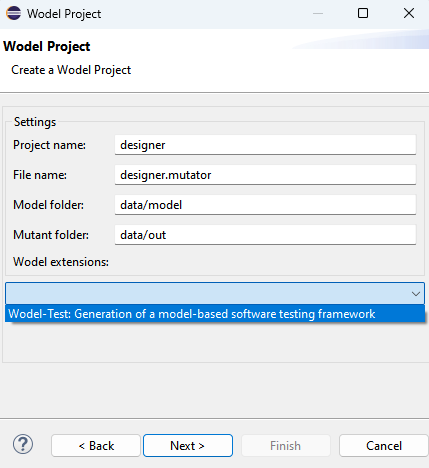 Wodel Project
Wodel Project
Create a Wodel Project
Settings
Project name: designer
File name: designer.mutator
Model folder: data/model
Mutant folder: data/out
Wodel extensions:
Wodel-Test: Generation of a model-based software testing framework
? < Back Next > Finish Cancel